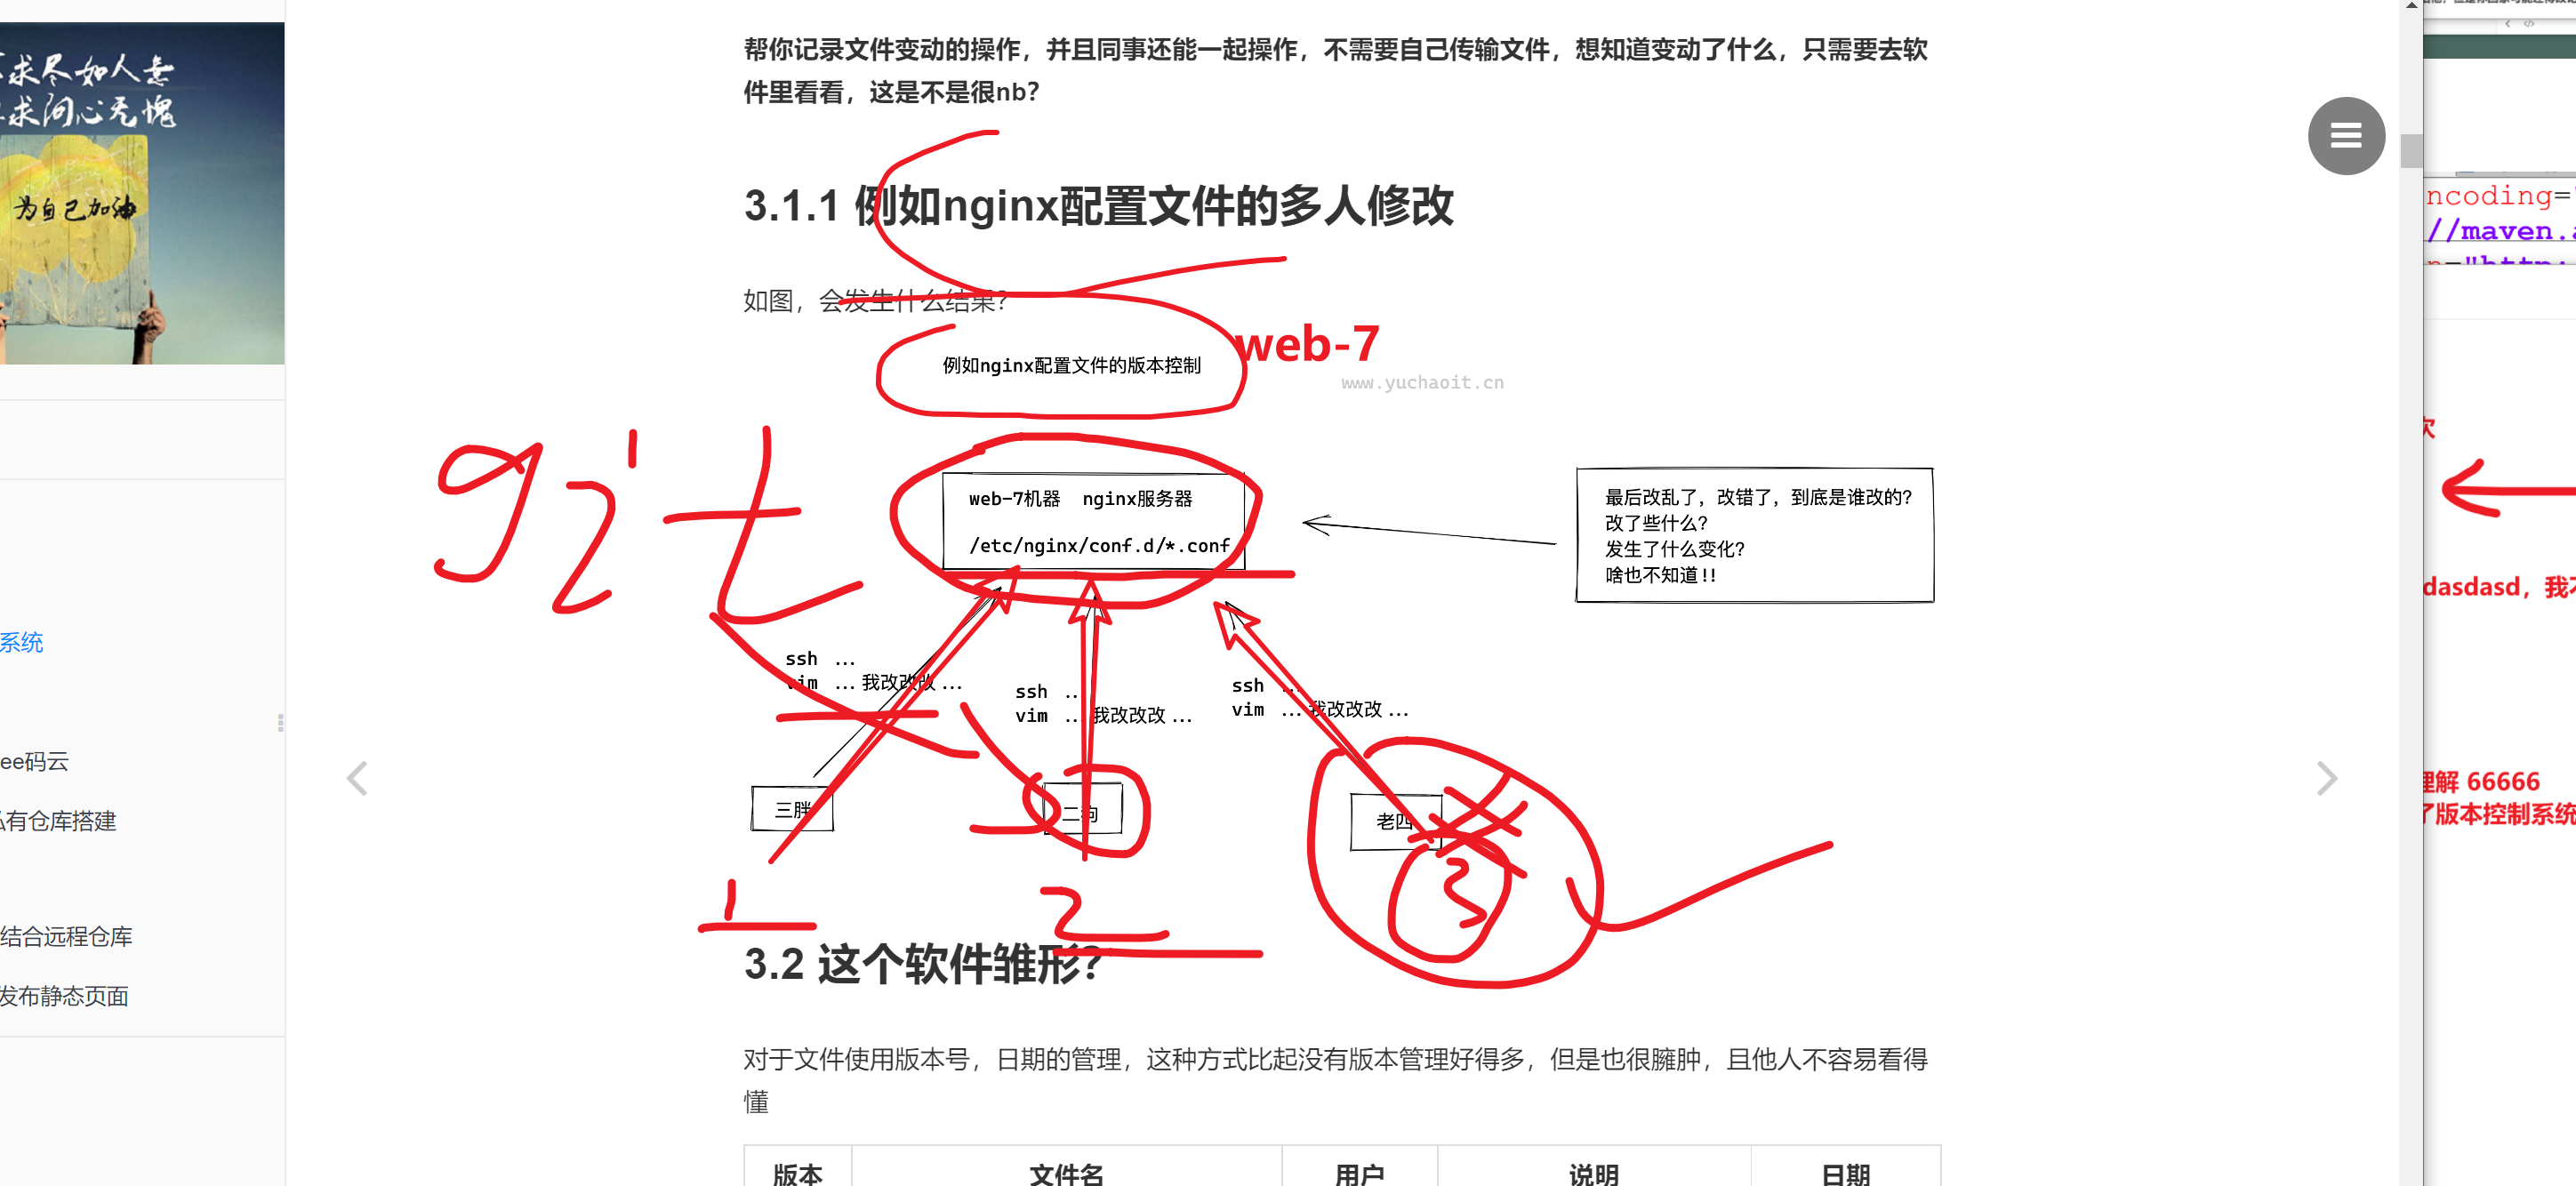 帮你记录文件变动的操作，并且同事还能一起操作，不需要自己传输文件，想知道变动了什么，只需要去软
件里看看，这是不是很nb？
求尽如人意
求问心无愧
为自己加油
3.1.1 例如nginx配置文件的多人修改
如图，会发生什么结果？
web-7
例如nginx配置文件的版本控制
www.yuchaoit.cn
git
web-7机器 nginx服务器
/etc/nginx/conf.d/*.conf
最后改乱了，改错了，到底是谁改的？
改了些什么？
发生了什么变化？
啥也不知道!!
ssh ...
vim ... 我改改改 ...
ssh ...
vim ... 我改改改 ...
ssh ...
vim ... 我改改改 ...
三胖
二狗
老四
1
2
3
3.2 这个软件雏形？
对于文件使用版本号，日期的管理，这种方式比起没有版本管理好得多，但是也很臃肿，且他人不容易看得
懂
版本 文件名 用户 说明 日期
系统
ee码云
私有仓库搭建
结合远程仓库
发布静态页面
ncoding=
//maven.a
次
dasdasd，我不
理解 66666
了版本控制系统